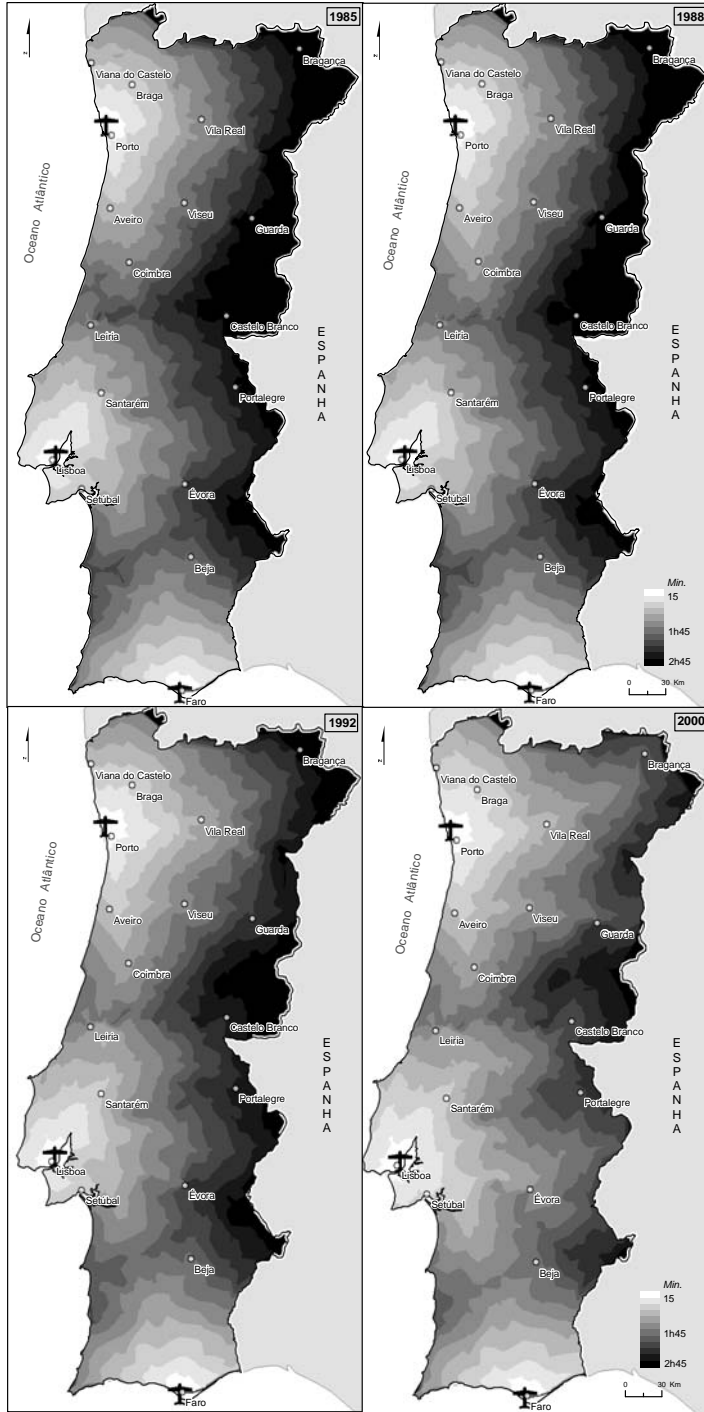 1985
N
Bragança
Viana do Castelo
Braga
Vila Real
Porto
Oceano Atlântico
Aveiro
Viseu
Guarda
Coimbra
Castelo Branco
Leiria
ESPANHA
Portalegre
Santarém
Lisboa
Setúbal
Évora
Beja
Faro
1988
N
Bragança
Viana do Castelo
Braga
Vila Real
Porto
Oceano Atlântico
Aveiro
Viseu
Guarda
Coimbra
Castelo Branco
Leiria
ESPANHA
Portalegre
Santarém
Lisboa
Setúbal
Évora
Beja
Min.
15
1h45
2h45
0 30 Km
Faro
1992
N
Bragança
Viana do Castelo
Braga
Vila Real
Porto
Oceano Atlântico
Aveiro
Viseu
Guarda
Coimbra
Castelo Branco
Leiria
ESPANHA
Portalegre
Santarém
Lisboa
Setúbal
Évora
Beja
Faro
2000
N
Bragança
Viana do Castelo
Braga
Vila Real
Porto
Oceano Atlântico
Aveiro
Viseu
Guarda
Coimbra
Castelo Branco
Leiria
ESPANHA
Portalegre
Santarém
Lisboa
Setúbal
Évora
Beja
Min.
15
1h45
2h45
0 30 Km
Faro